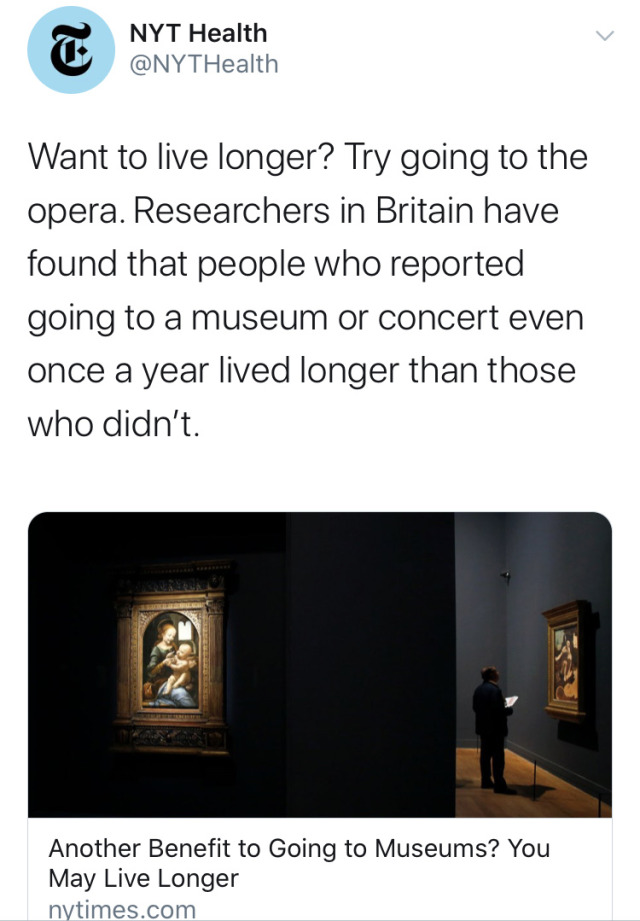 NYT Health
@NYTHealth
Want to live longer? Try going to the
opera. Researchers in Britain have
found that people who reported
going to a museum or concert even
once a year lived longer than those
who didn’t.
Another Benefit to Going to Museums? You
May Live Longer
nytimes.com